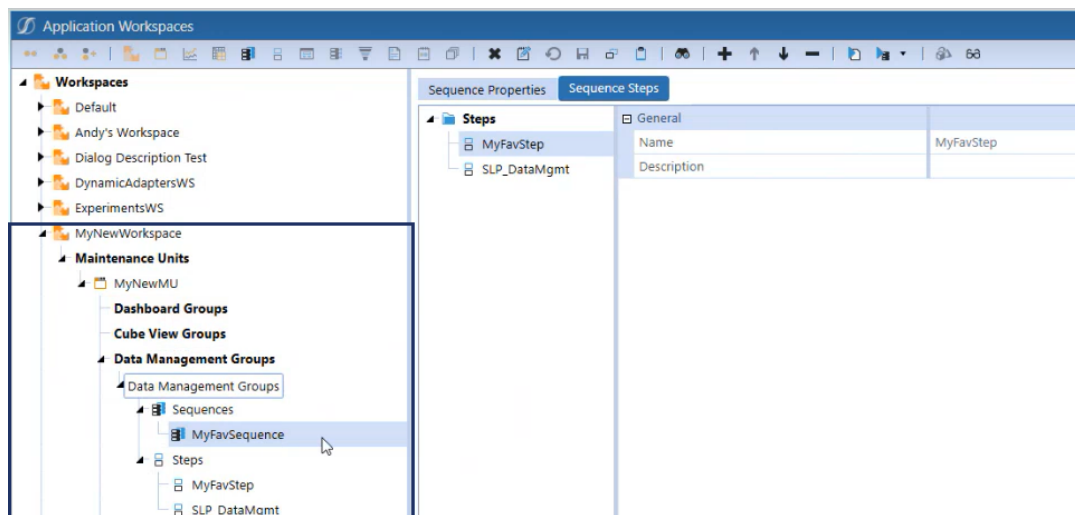 Application Workspaces
Workspaces
Default
Andy's Workspace
Dialog Description Test
DynamicAdaptersWS
ExperimentsWS
MyNewWorkspace
Maintenance Units
MyNewMU
Dashboard Groups
Cube View Groups
Data Management Groups
Data Management Groups
Sequences
MyFavSequence
Steps
MyFavStep
SLP_DataMgmt
Sequence Properties
Sequence Steps
Steps
MyFavStep
SLP_DataMgmt
General
Name MyFavStep
Description